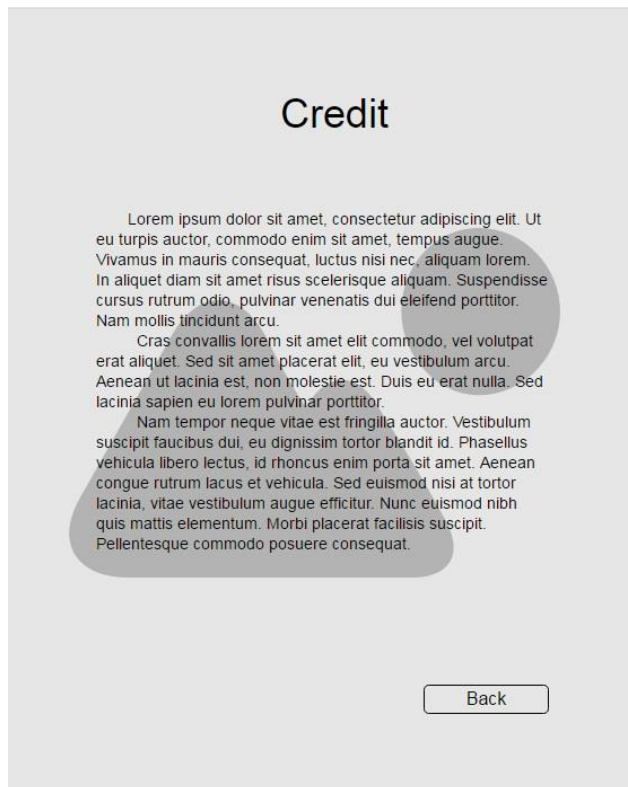 Credit
Lorem ipsum dolor sit amet, consectetur adipiscing elit. Ut
eu turpis auctor, commodo enim sit amet, tempus augue.
Vivamus in mauris consequat, luctus nisi nec, aliquam lorem.
In aliquet diam sit amet risus scelerisque aliquam. Suspendisse
cursus rutrum odio, pulvinar venenatis dui eleifend porttitor.
Nam mollis tincidunt arcu.
Cras convallis lorem sit amet elit commodo, vel volutpat
erat aliquet. Sed sit amet placerat elit, eu vestibulum arcu.
Aenean ut lacinia est, non molestie est. Duis eu erat nulla. Sed
lacinia sapien eu lorem pulvinar porttitor.
Nam tempor neque vitae est fringilla auctor. Vestibulum
suscipit faucibus dui, eu dignissim tortor blandit id. Phasellus
vehicula libero lectus, id rhoncus enim porta sit amet. Aenean
congue rutrum lacus et vehicula. Sed euismod nisi at tortor
lacinia, vitae vestibulum augue efficitur. Nunc euismod nibh
quis mattis elementum. Morbi placerat facilisis suscipit.
Pellentesque commodo posuere consequat.
Back